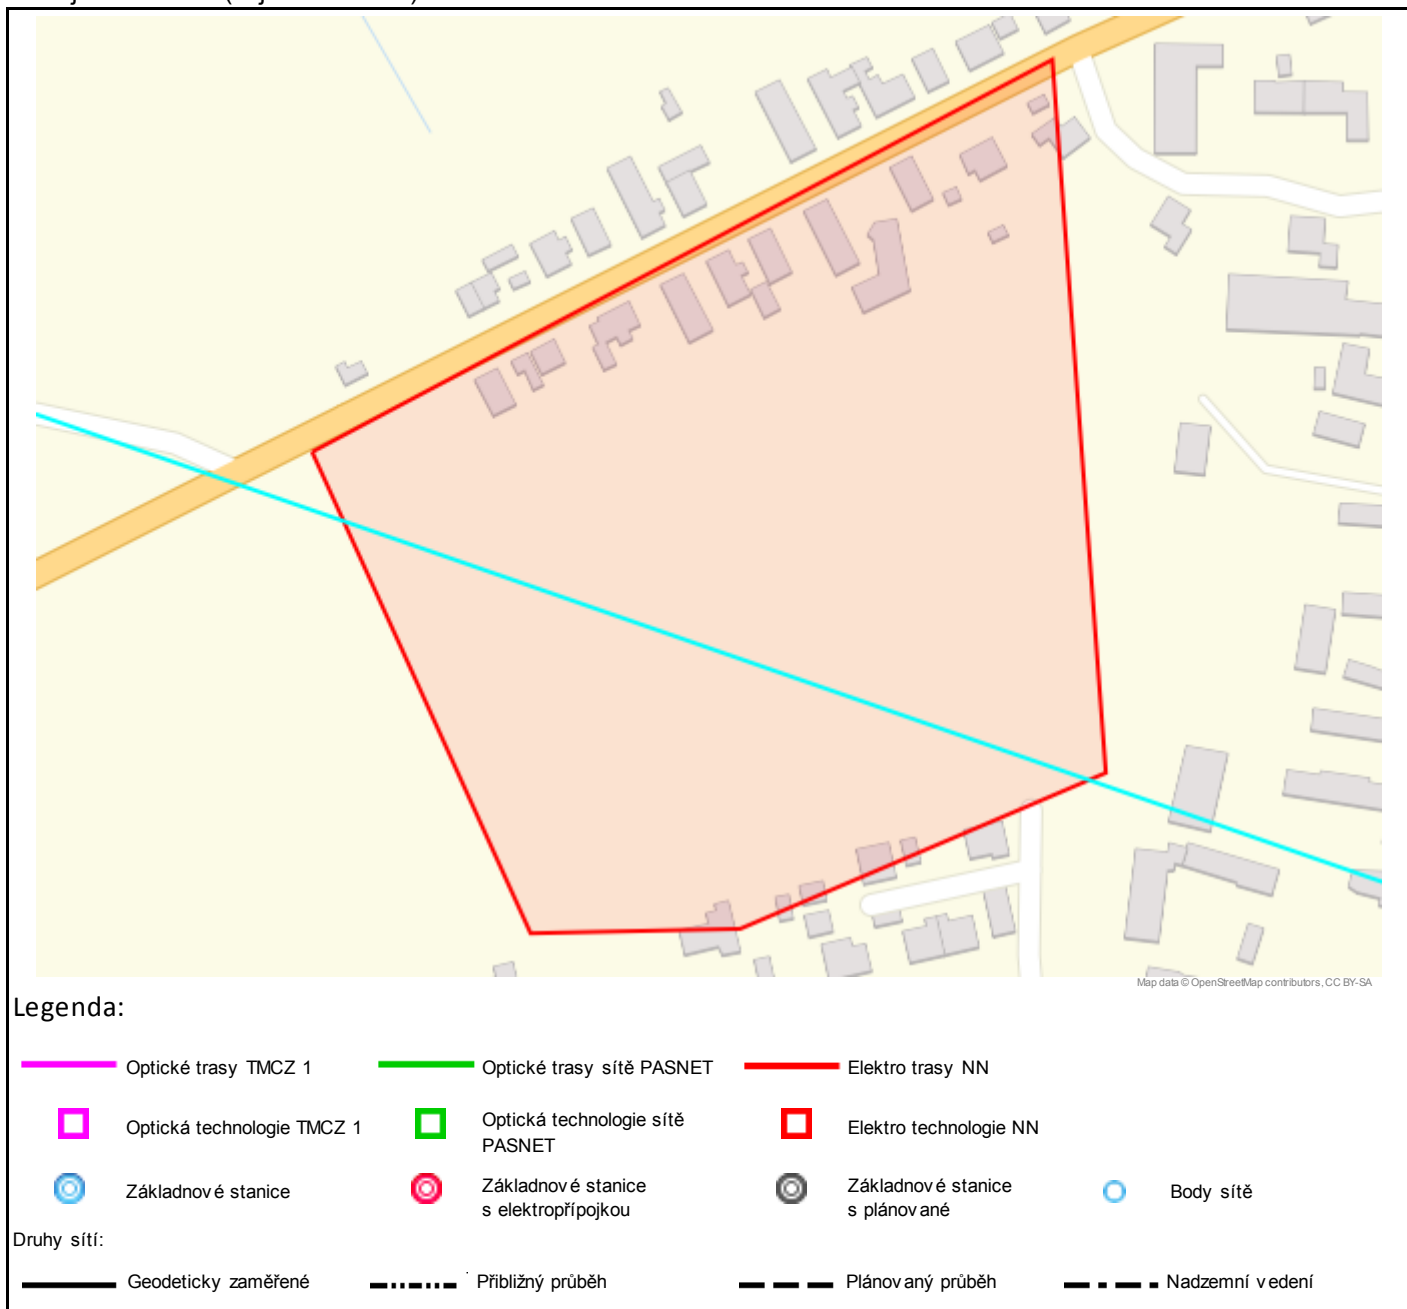 Map data © OpenStreetMap contributors, CC BY-SA
Legenda:
Optické trasy TMCZ 1
Optické trasy sítě PASNET
Elektro trasy NN
Optická technologie TMCZ 1
Optická technologie sítě
PASNET
Elektro technologie NN
Základnové stanice
Základnové stanice
s elektropřípojkou
Základnové stanice
s plánované
Body sítě
Druhy sítí:
Geodeticky zaměřené
Přibližný průběh
Plánovaný průběh
Nadzemní vedení